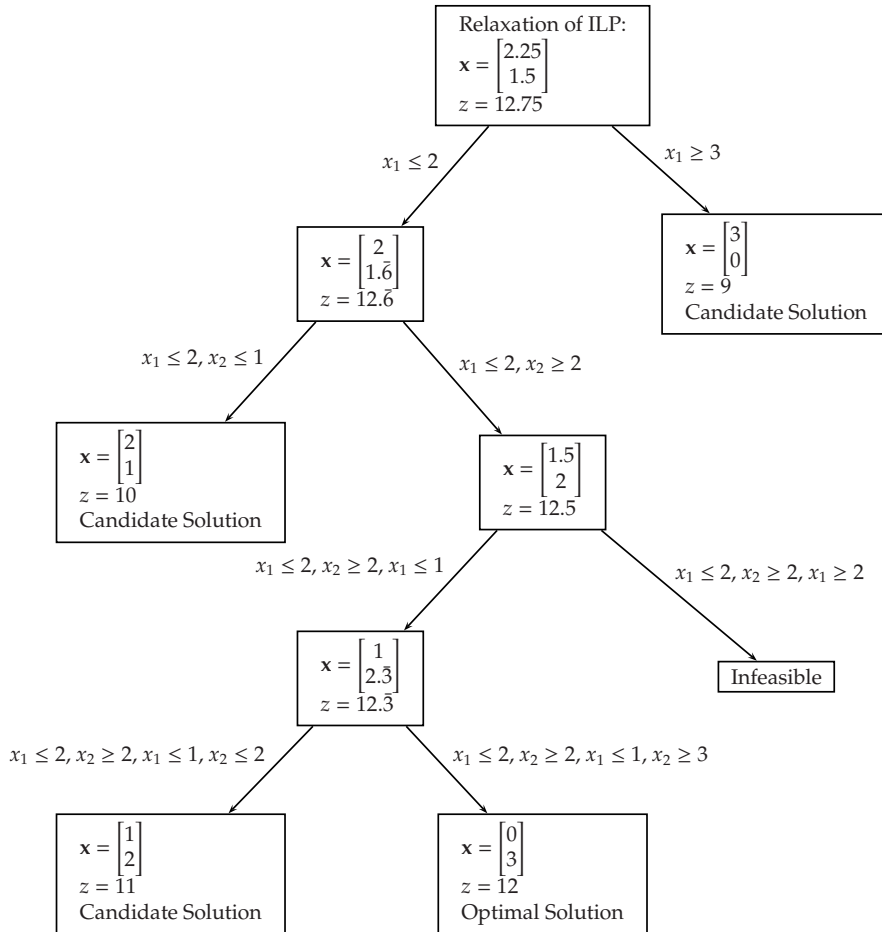 Relaxation of ILP:
x = [2.25
1.5]
z = 12.75
x₁ ≤ 2
x₁ ≥ 3
x = [2
1.6̄]
z = 12.6̄
x = [3
0]
z = 9
Candidate Solution
x₁ ≤ 2, x₂ ≤ 1
x₁ ≤ 2, x₂ ≥ 2
x = [2
1]
z = 10
Candidate Solution
x = [1.5
2]
z = 12.5
x₁ ≤ 2, x₂ ≥ 2, x₁ ≤ 1
x₁ ≤ 2, x₂ ≥ 2, x₁ ≥ 2
x = [1
2.3̄]
z = 12.3̄
Infeasible
x₁ ≤ 2, x₂ ≥ 2, x₁ ≤ 1, x₂ ≤ 2
x₁ ≤ 2, x₂ ≥ 2, x₁ ≤ 1, x₂ ≥ 3
x = [1
2]
z = 11
Candidate Solution
x = [0
3]
z = 12
Optimal Solution